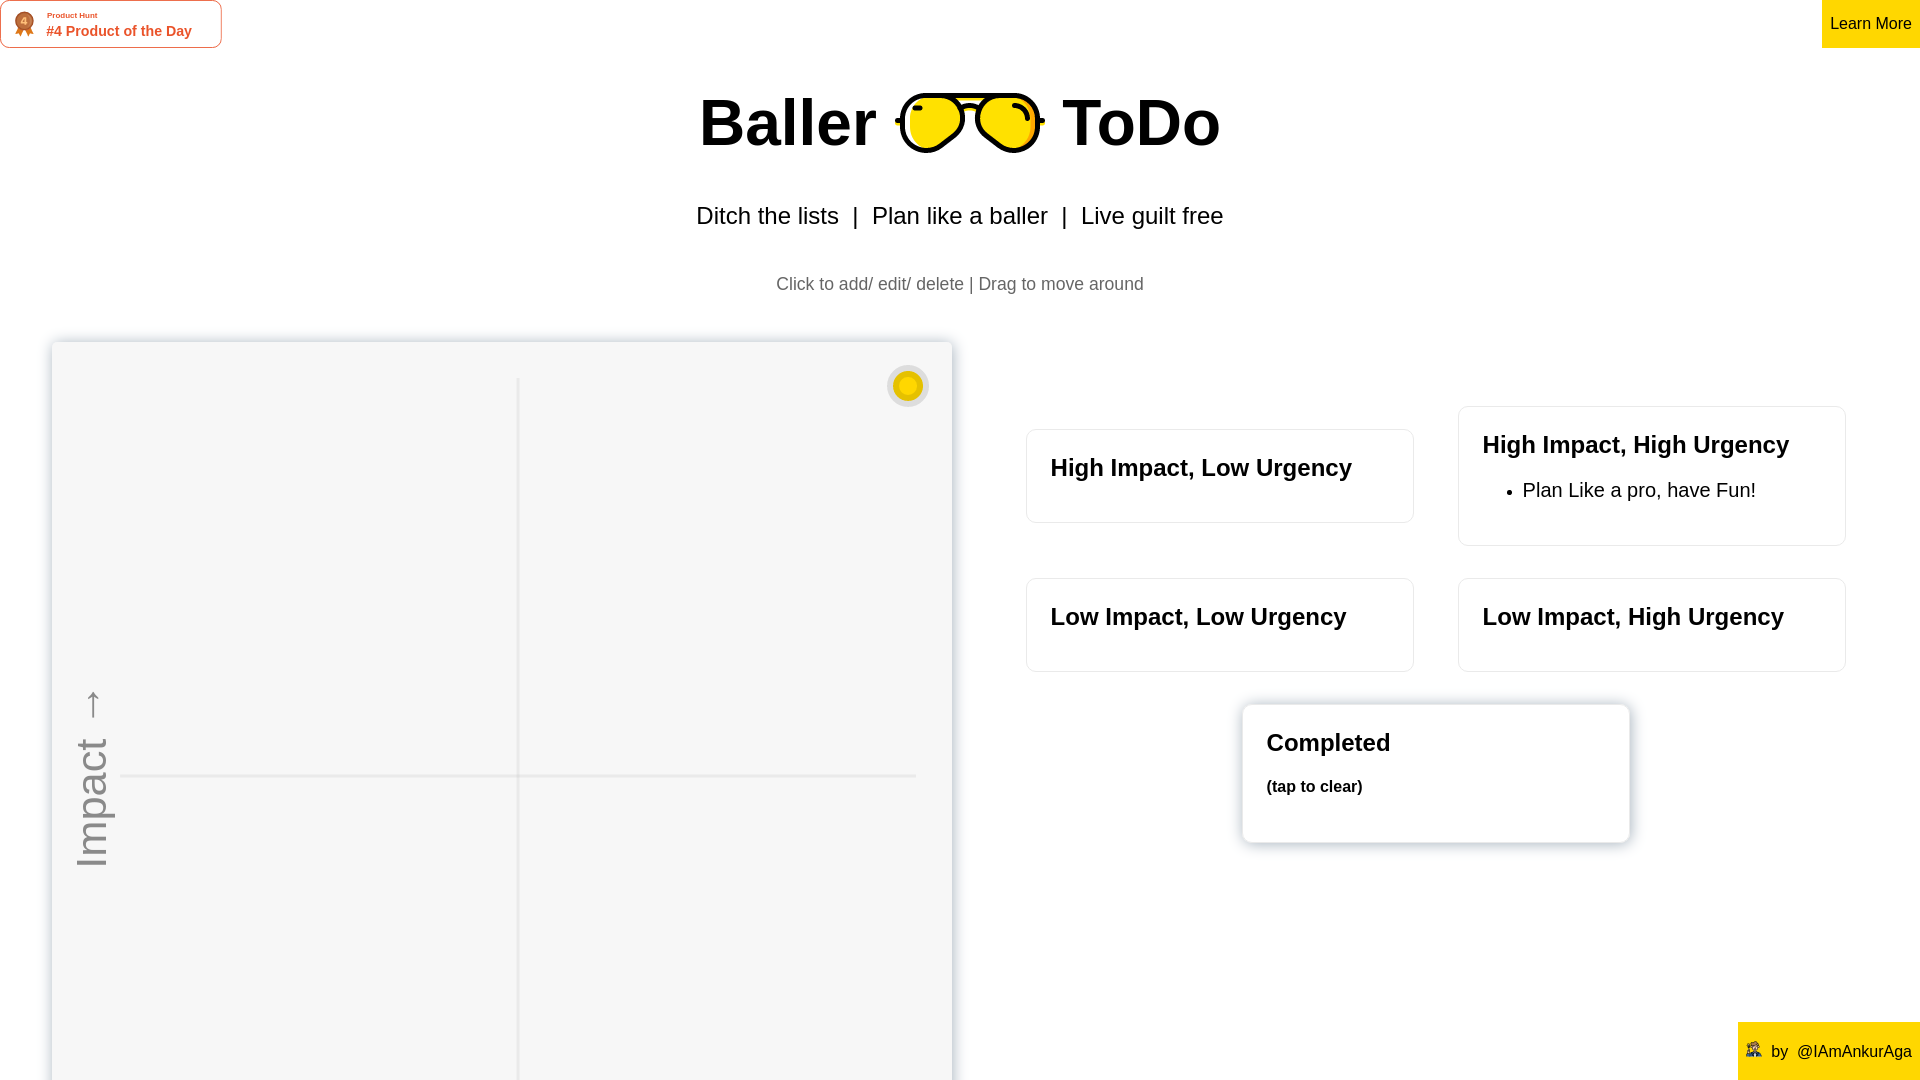 4
Product Hunt
#4 Product of the Day
Learn More
Baller ToDo
Ditch the lists | Plan like a baller | Live guilt free
Click to add/ edit/ delete | Drag to move around
Impact →
High Impact, Low Urgency
High Impact, High Urgency
• Plan Like a pro, have Fun!
Low Impact, Low Urgency
Low Impact, High Urgency
Completed
(tap to clear)
by @IAmAnkurAga